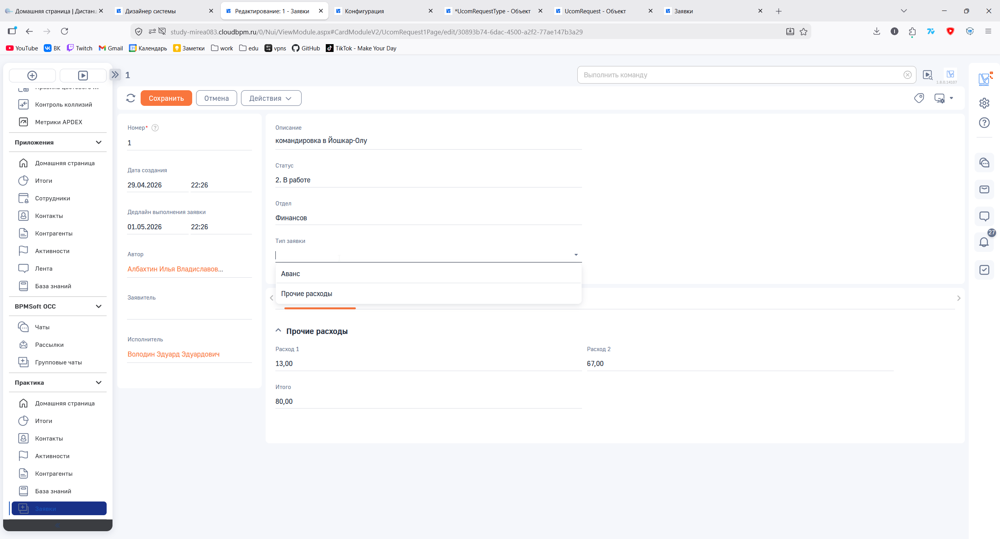 Домашняя страница | Дистанц
Дизайнер системы
Редактирование: 1 - Заявки
Конфигурация
*UcomRequestType - Объект
UcomRequest - Объект
Заявки
study-mirea083.cloudbpm.ru/0/Nui/ViewModule.aspx#CardModuleV2/UcomRequest1Page/edit/30893b74-6dac-4500-a2f2-77ae147b3a29
YouTube
ВК
Twitch
Gmail
Календарь
Заметки
work
edu
vpns
GitHub
TikTok - Make Your Day
1
Выполнить команду
1.8.0.14107
Сохранить
Отмена
Действия
Контроль коллизий
Метрики APDEX
Приложения
Домашняя страница
Итоги
Сотрудники
Контакты
Контрагенты
Активности
Лента
База знаний
BPMSoft ОСС
Чаты
Рассылки
Групповые чаты
Практика
Домашняя страница
Итоги
Контакты
Активности
Контрагенты
База знаний
Заявки
Номер*
1
Дата создания
29.04.2026 22:26
Дедлайн выполнения заявки
01.05.2026 22:26
Автор
Албахтин Илья Владиславов...
Заявитель
Исполнитель
Володин Эдуард Эдуардович
Описание
командировка в Йошкар-Олу
Статус
2. В работе
Отдел
Финансов
Тип заявки
Аванс
Прочие расходы
Прочие расходы
Расход 1
13,00
Расход 2
67,00
Итого
80,00
ЮКОМС
27